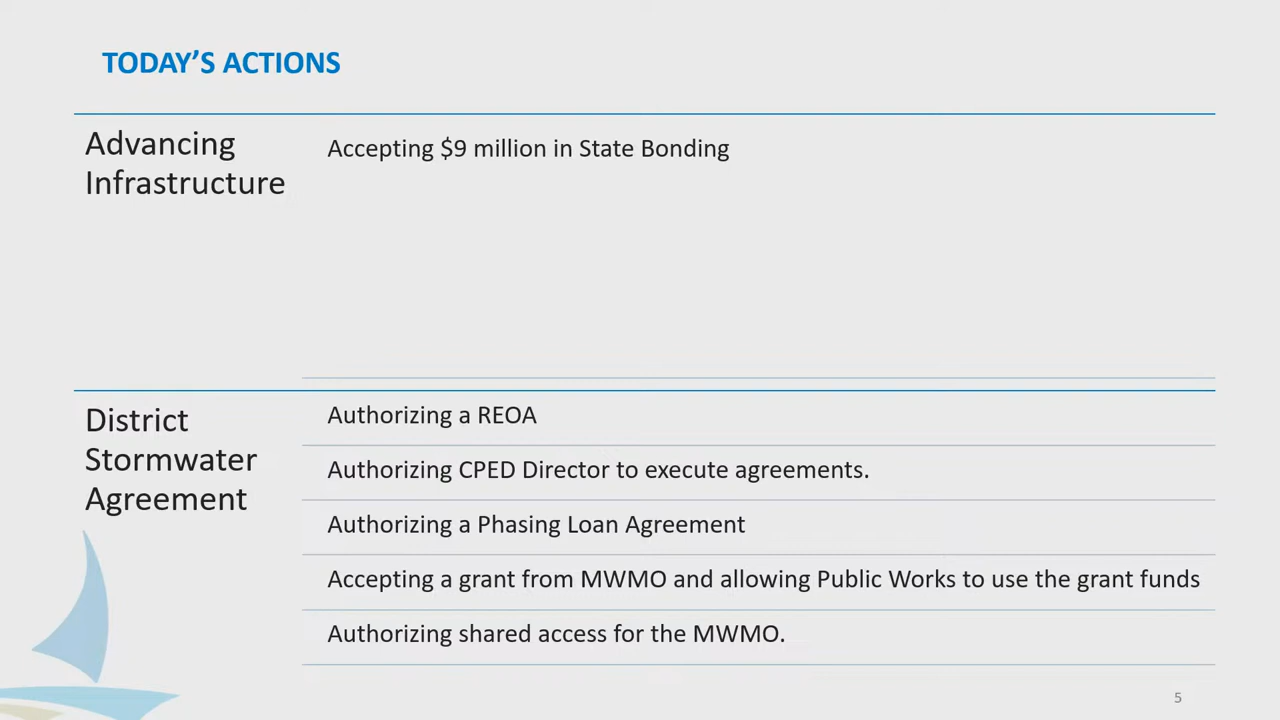 TODAY'S ACTIONS
Advancing
Infrastructure
Accepting $9 million in State Bonding
District
Stormwater
Agreement
Authorizing a REOA
Authorizing CPED Director to execute agreements.
Authorizing a Phasing Loan Agreement
Accepting a grant from MWMO and allowing Public Works to use the grant funds
Authorizing shared access for the MWMO.
5